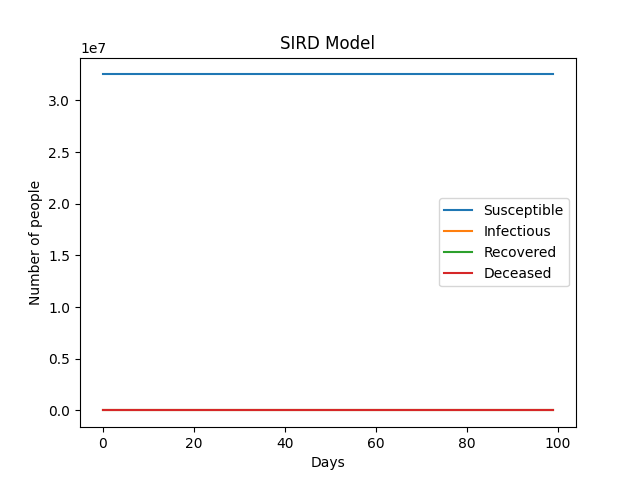 SIRD Model
1e7
3.0
2.5
2.0
1.5
1.0
0.5
0.0
Number of people
Susceptible
Infectious
Recovered
Deceased
0 20 40 60 80 100
Days